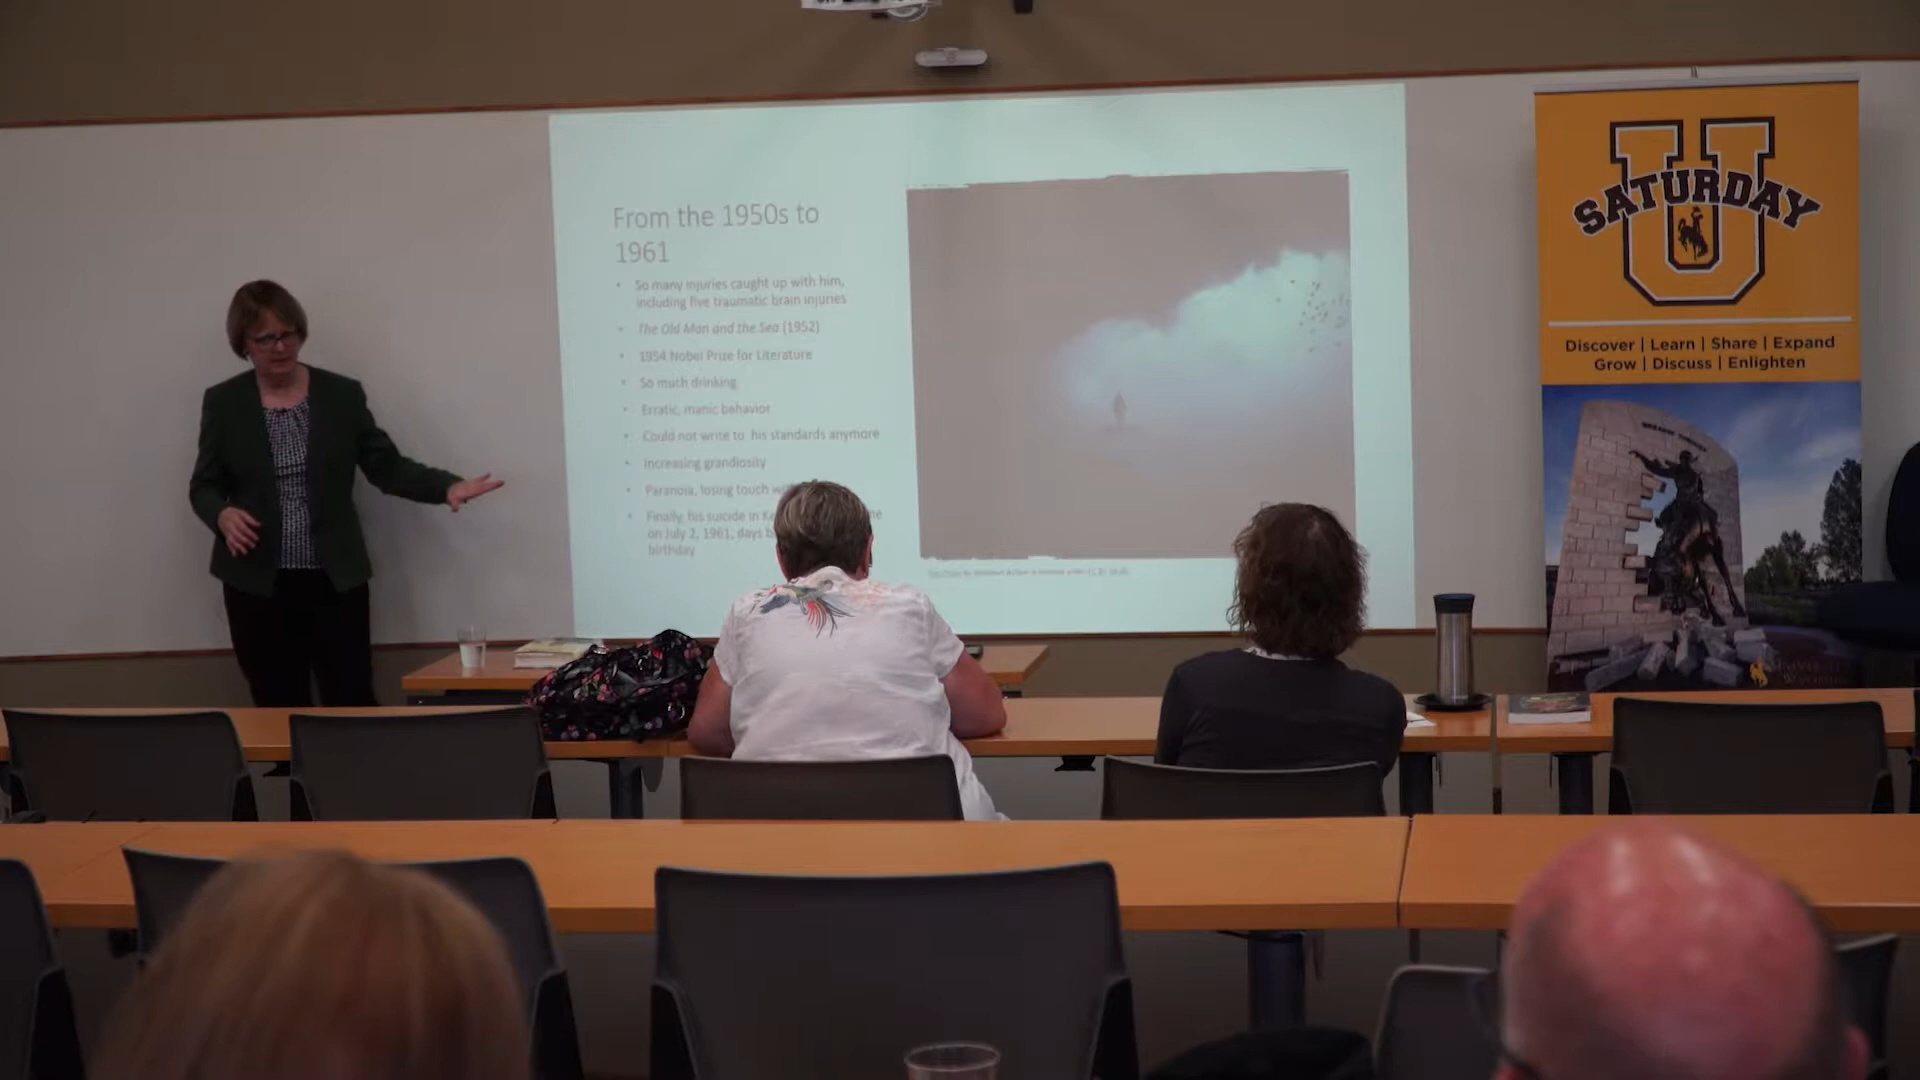 From the 1950s to
1961
• So many injuries caught up with him,
including five traumatic brain injuries
• The Old Man and the Sea (1952)
• 1954 Nobel Prize for Literature
• So much drinking
• Erratic, manic behavior
• Could not write to his standards anymore
• Increasing grandiosity
• Paranoia, losing touch
• Finally, his suicide in
on July 2, 1961, days
birthday
U
SATURDAY
Discover | Learn | Share | Expand
Grow | Discuss | Enlighten